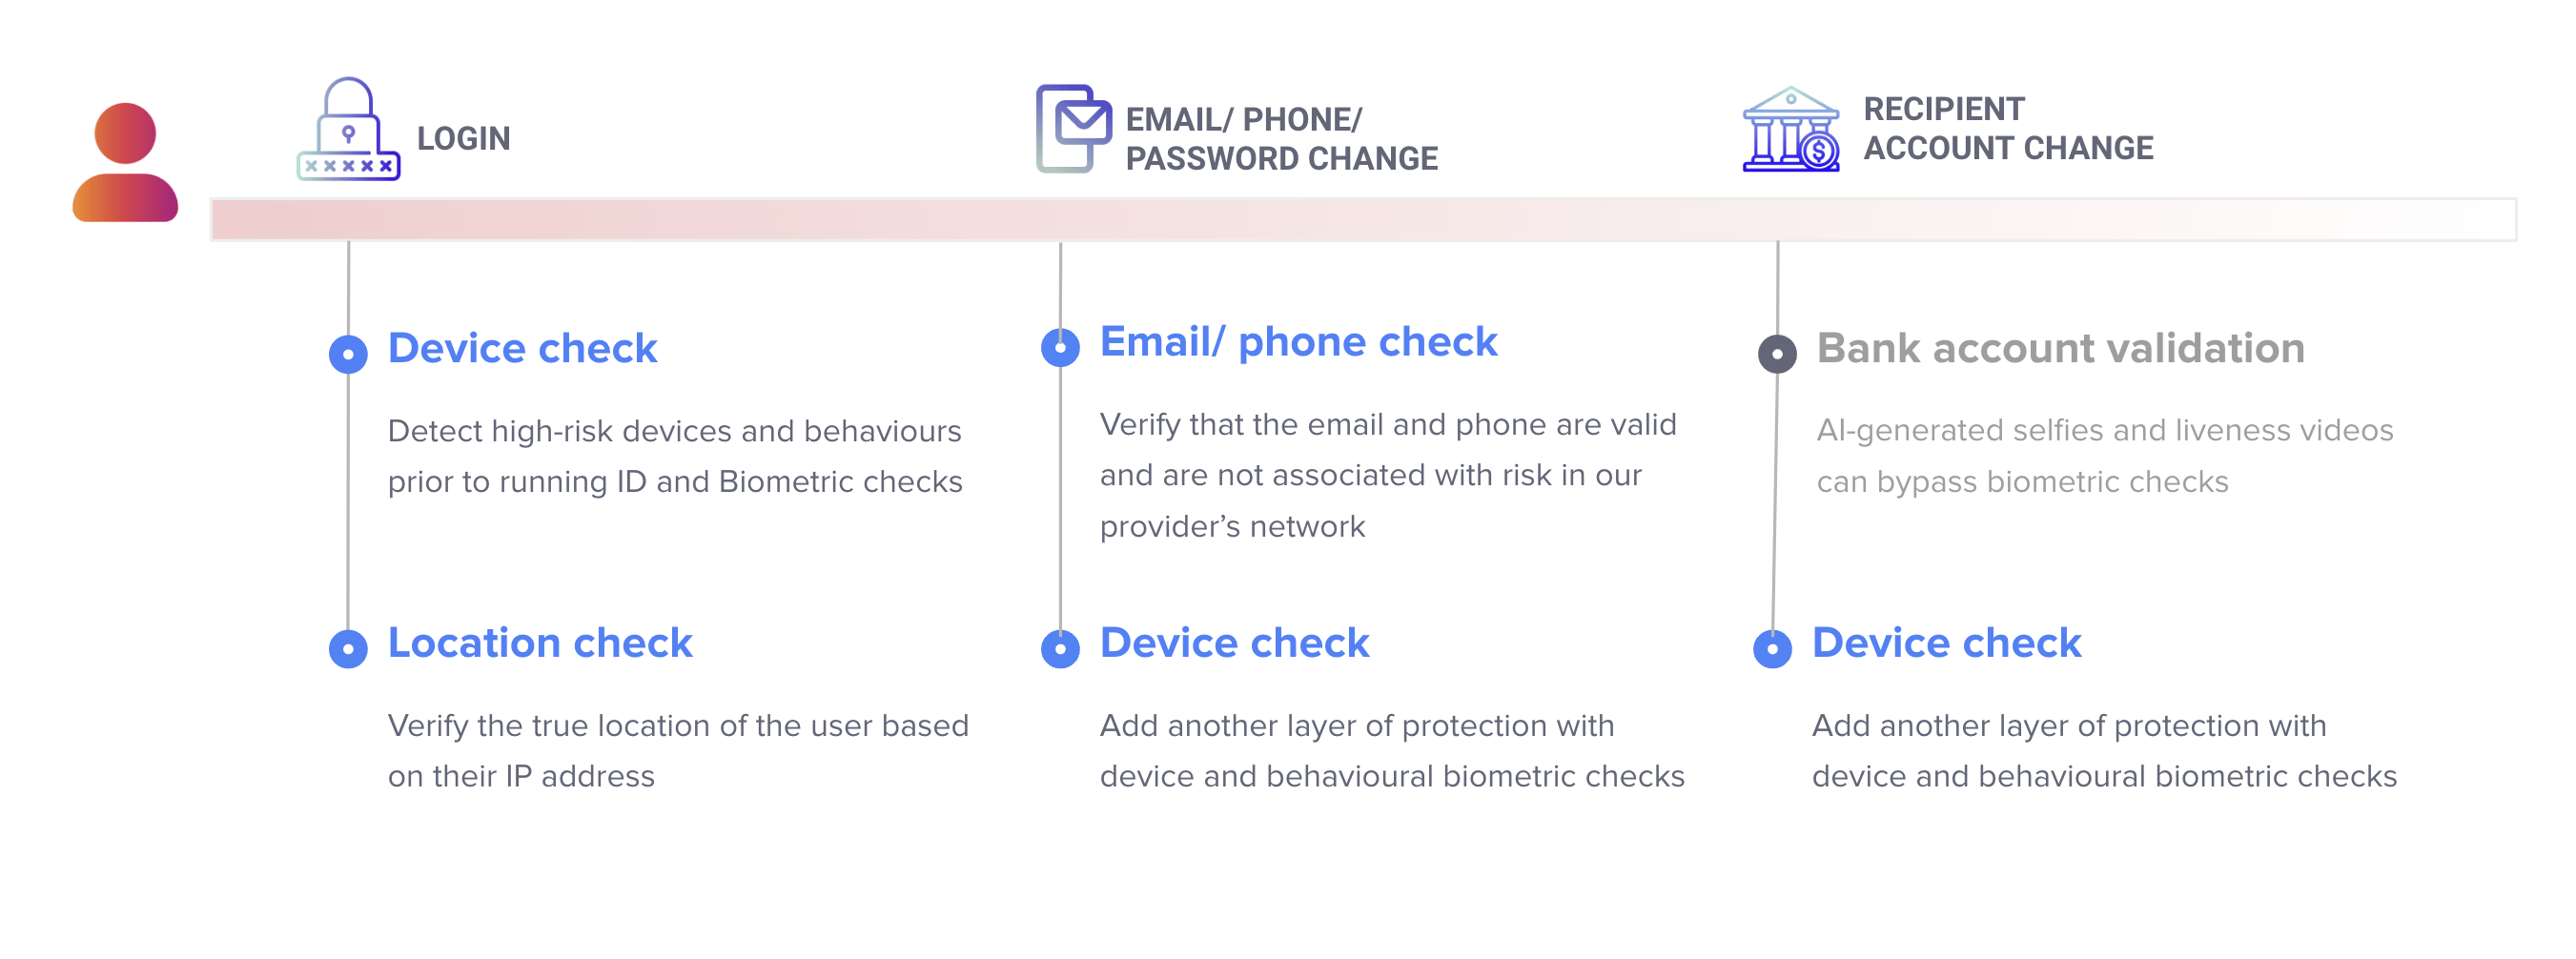 LOGIN
EMAIL/ PHONE/
PASSWORD CHANGE
RECIPIENT
ACCOUNT CHANGE
Device check
Detect high-risk devices and behaviours
prior to running ID and Biometric checks
Location check
Verify the true location of the user based
on their IP address
Email/ phone check
Verify that the email and phone are valid
and are not associated with risk in our
provider’s network
Device check
Add another layer of protection with
device and behavioural biometric checks
Bank account validation
AI-generated selfies and liveness videos
can bypass biometric checks
Device check
Add another layer of protection with
device and behavioural biometric checks